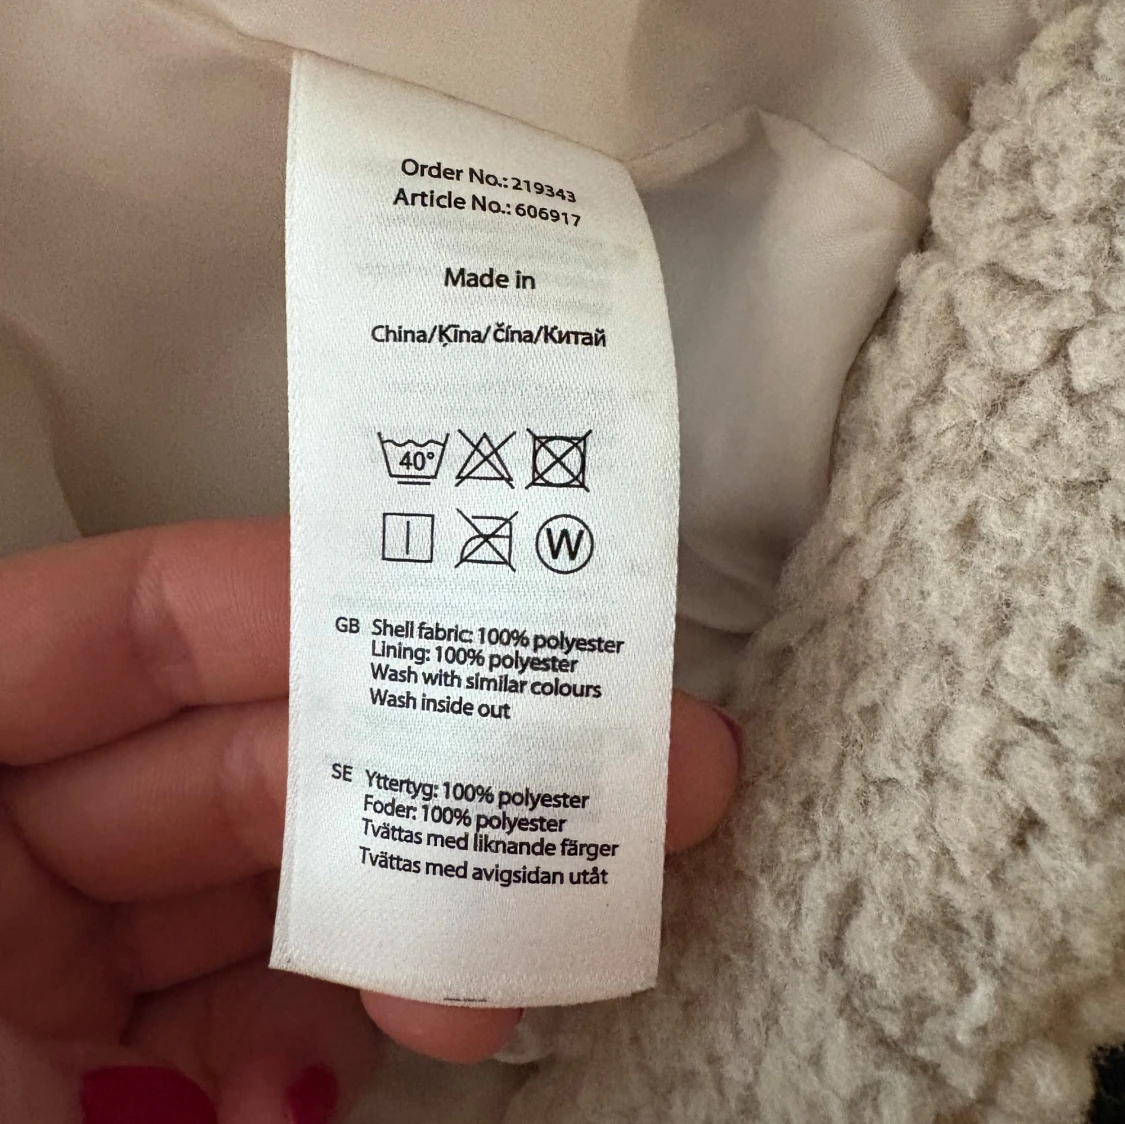 Order No.: 219343
Article No.: 606917
Made in
China/Ķīna/čína/Китай
40°
W
GB Shell fabric: 100% polyester
Lining: 100% polyester
Wash with similar colours
Wash inside out
SE Yttertyg: 100% polyester
Foder: 100% polyester
Tvättas med liknande färger
Tvättas med avigsidan utåt